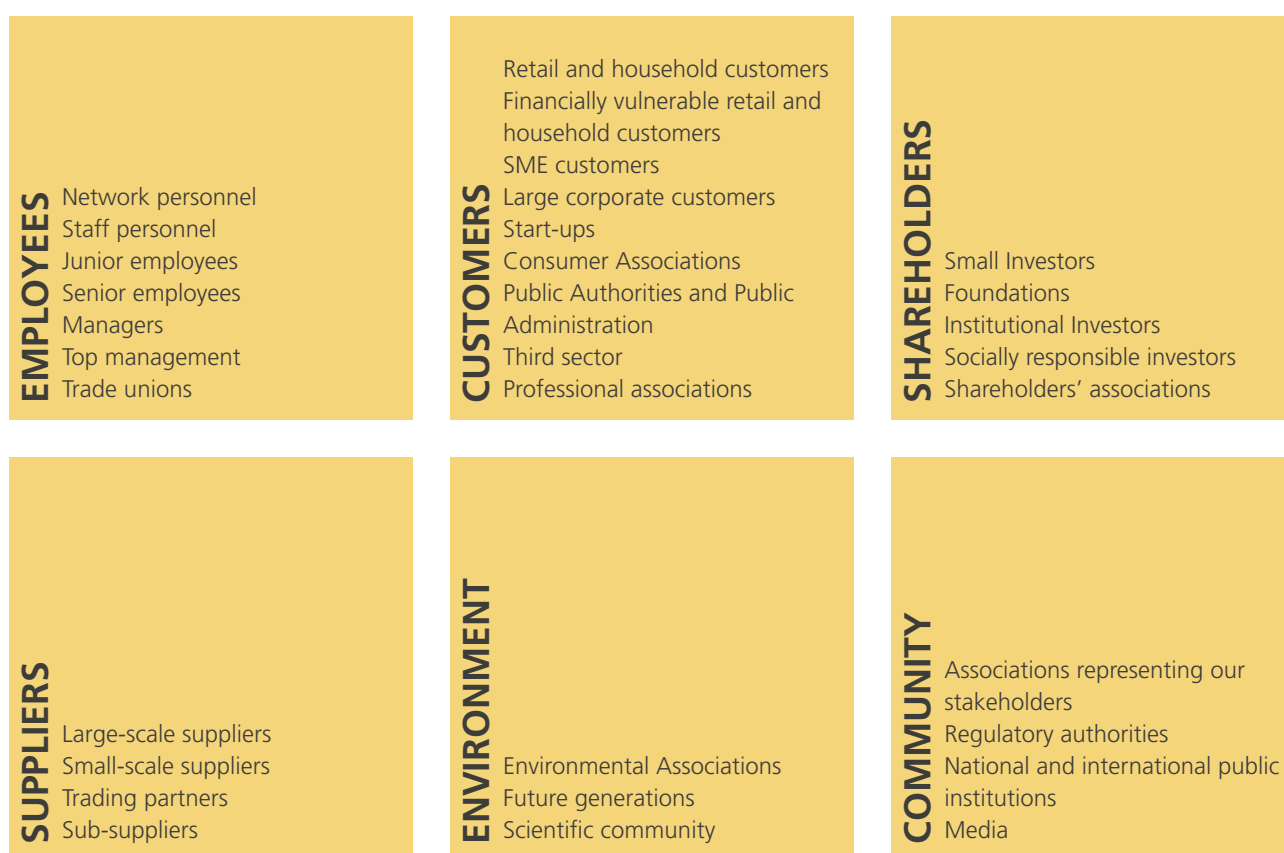 EMPLOYEES
Network personnel
Staff personnel
Junior employees
Senior employees
Managers
Top management
Trade unions
CUSTOMERS
Retail and household customers
Financially vulnerable retail and
household customers
SME customers
Large corporate customers
Start-ups
Consumer Associations
Public Authorities and Public
Administration
Third sector
Professional associations
SHAREHOLDERS
Small Investors
Foundations
Institutional Investors
Socially responsible investors
Shareholders’ associations
SUPPLIERS
Large-scale suppliers
Small-scale suppliers
Trading partners
Sub-suppliers
ENVIRONMENT
Environmental Associations
Future generations
Scientific community
COMMUNITY
Associations representing our
stakeholders
Regulatory authorities
National and international public
institutions
Media